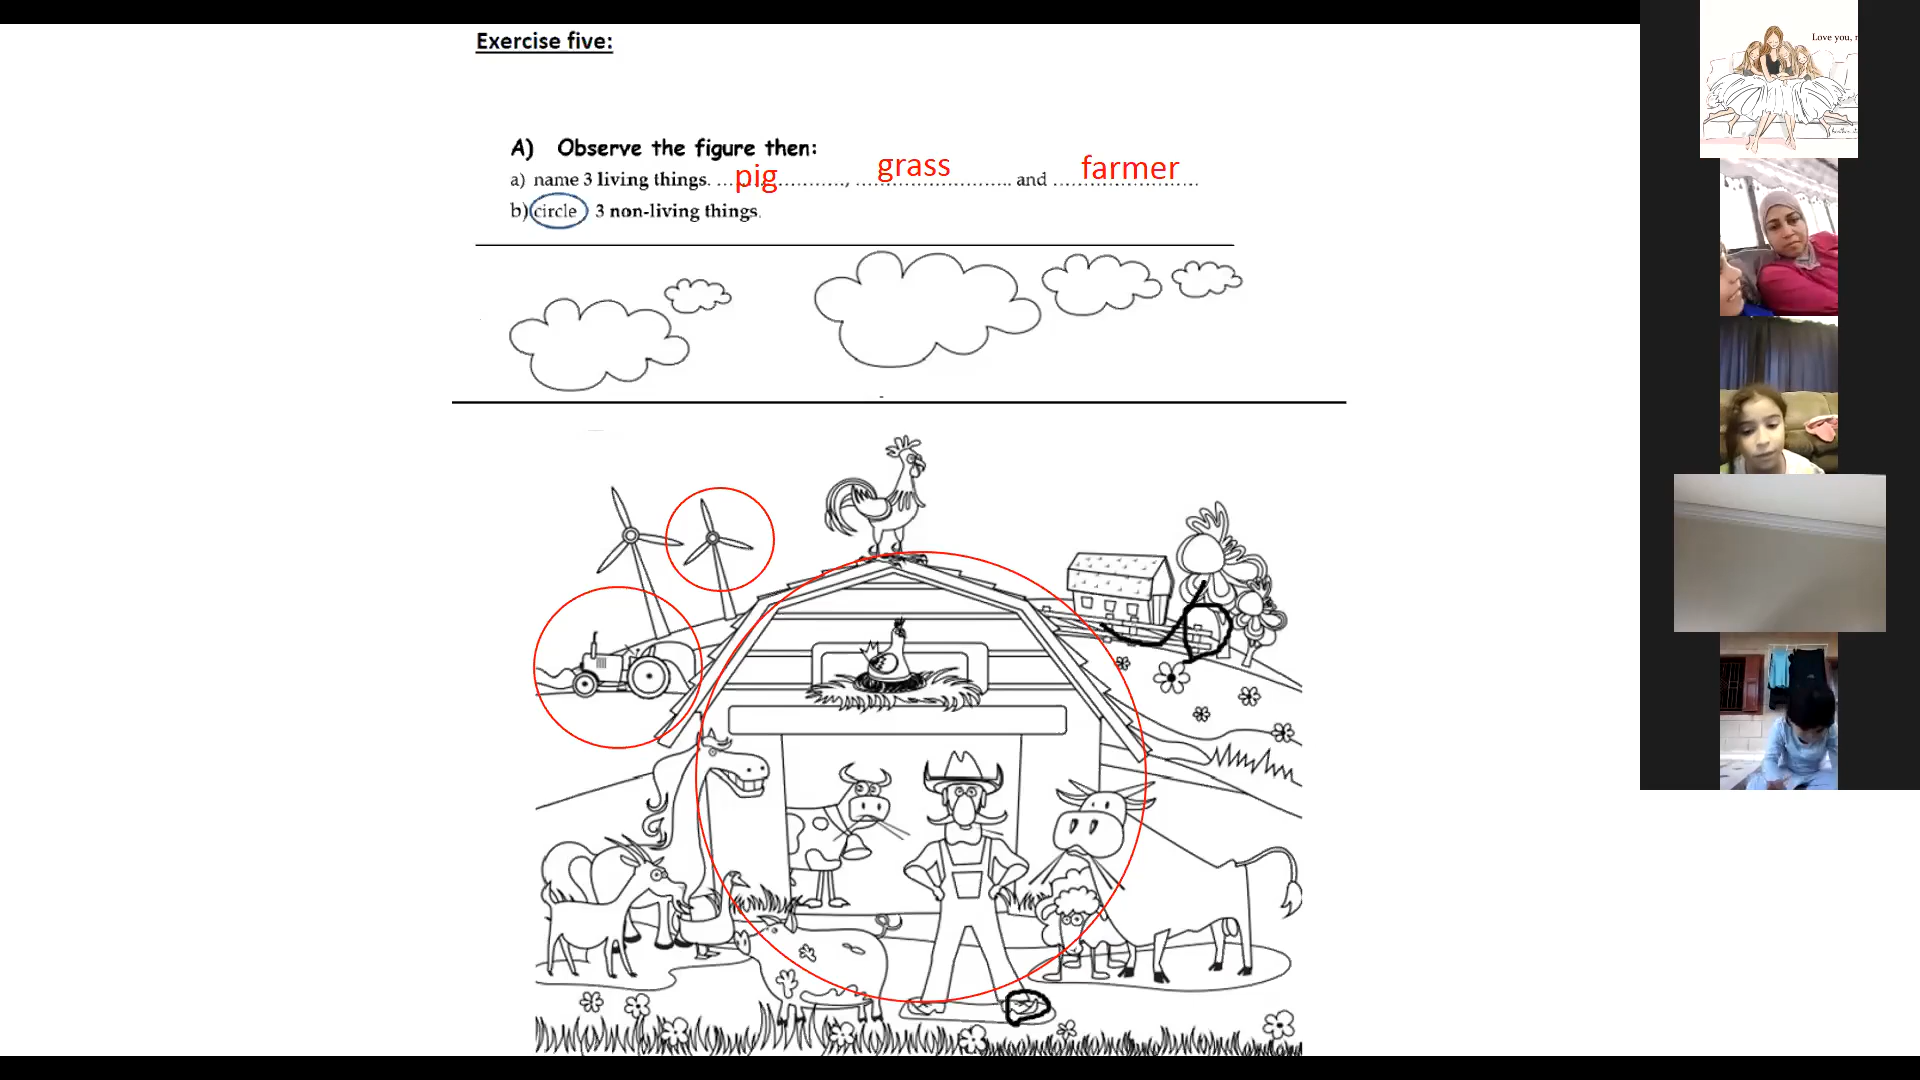 Exercise five:
A) Observe the figure then:
a) name 3 living things. ...pig..........., ...grass................. and ...farmer...............
b) circle 3 non-living things.
Love you,